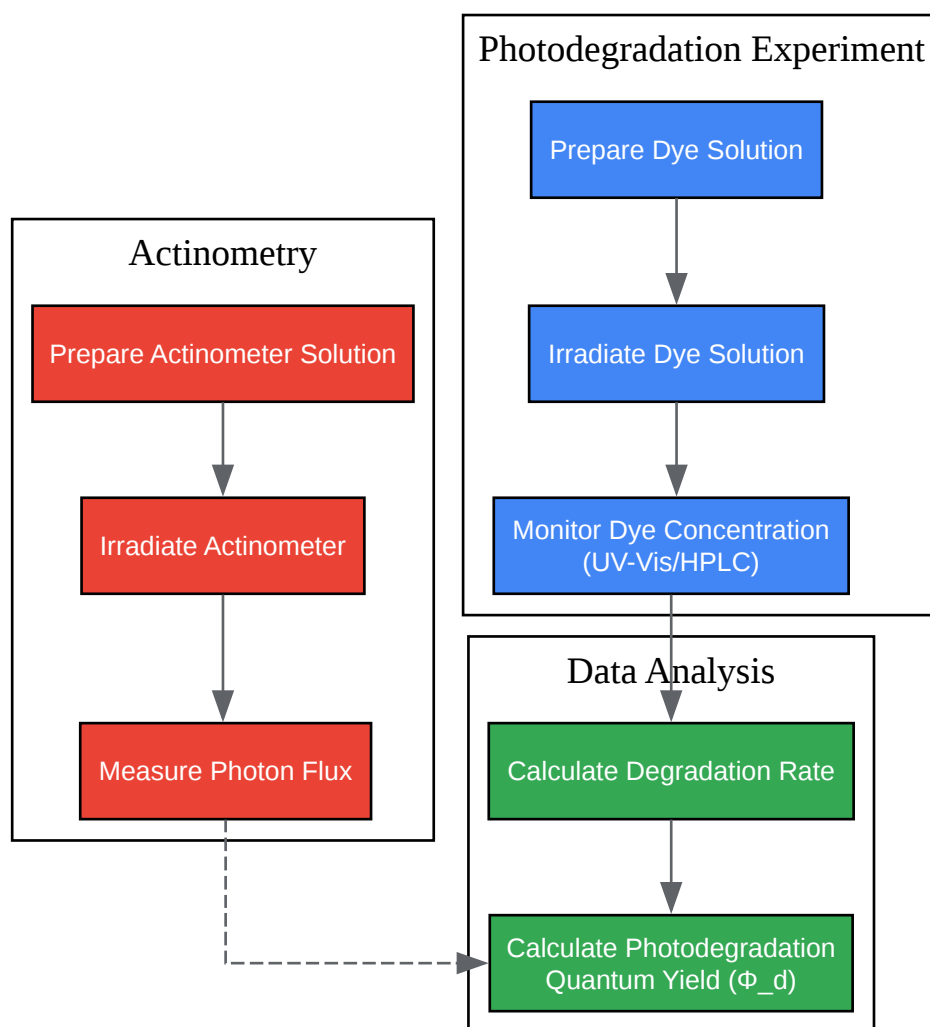 Photodegradation Experiment
Prepare Dye Solution
Irradiate Dye Solution
Monitor Dye Concentration
(UV-Vis/HPLC)
Actinometry
Prepare Actinometer Solution
Irradiate Actinometer
Measure Photon Flux
Data Analysis
Calculate Degradation Rate
Calculate Photodegradation
Quantum Yield (Φ_d)